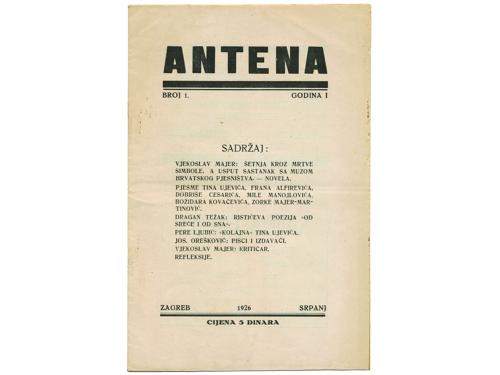 ANTENA
BROJ 1. GODINA I
SADRŽAJ:
VJEKOSLAV MAJER: ŠETNJA KROZ MRTVE
SIMBOLE, A USPUT SASTANAK SA MUZOM
HRVATSKOG PJESNIŠTVA — NOVELA.
PJESME TINA UJEVIĆA, FRANA ALFIREVIĆA,
DOBRIŠE CESARIĆA, MILE MANOJLOVIĆA,
BOŽIDARA KOVAČEVIĆA, ZORKE MAJER-MAR-
TINOVIĆ.
DRAGAN TEŽAK: RISTIĆEVA POEZIJA »OD
SREĆE I OD SNA«.
PERE LJUBIĆ: »KOLAJNA« TINA UJEVIĆA.
JOS. OREŠKOVIĆ: PISCI I IZDAVAČI.
VJEKOSLAV MAJER: KRITIČAR.
REFLEKSIJE.
ZAGREB 1926 SRPANJ
CIJENA 5 DINARA